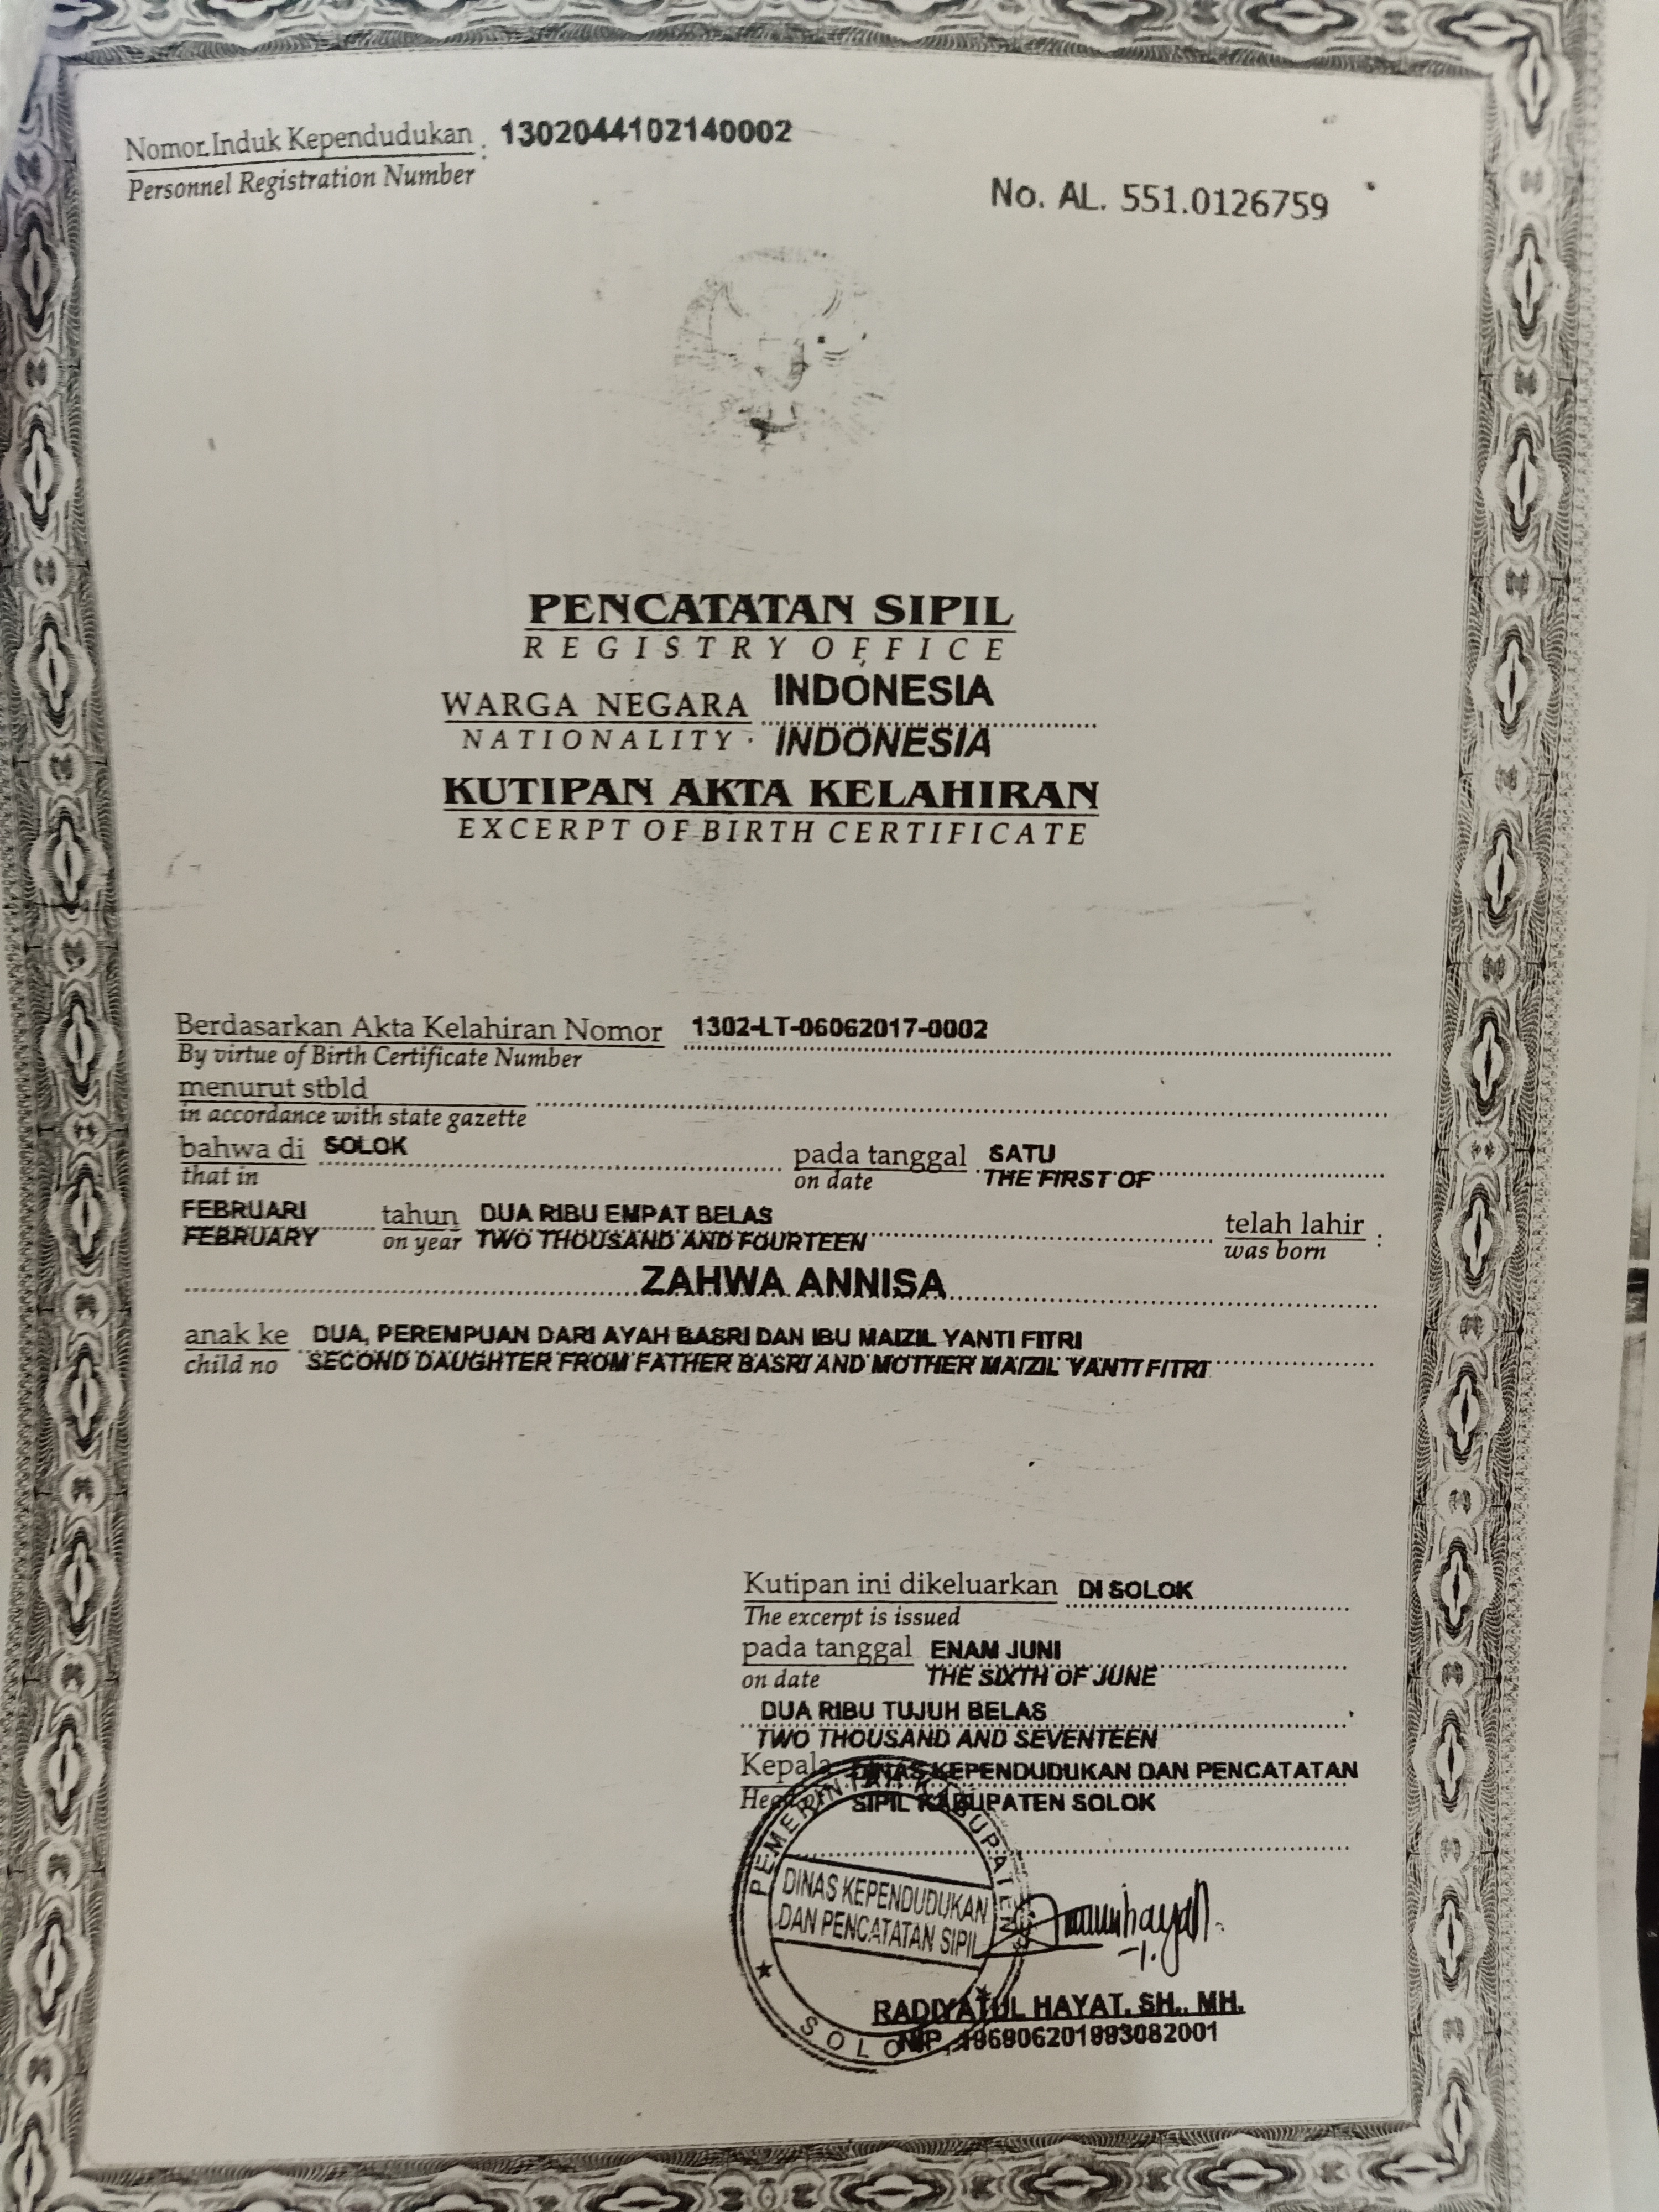 Nomor Induk Kependudukan : 1302044102140002
Personnel Registration Number
No. AL. 551.0126759
PENCATATAN SIPIL
REGISTRY OFFICE
WARGA NEGARA INDONESIA
NATIONALITY INDONESIA
KUTIPAN AKTA KELAHIRAN
EXCERPT OF BIRTH CERTIFICATE
Berdasarkan Akta Kelahiran Nomor 1302-LT-06062017-0002
By virtue of Birth Certificate Number
menurut stbld
in accordance with state gazette
bahwa di SOLOK pada tanggal SATU
that in on date THE FIRST OF
FEBRUARI tahun DUA RIBU EMPAT BELAS telah lahir :
FEBRUARY on year TWO THOUSAND AND FOURTEEN was born
ZAHWA ANNISA
anak ke DUA, PEREMPUAN DARI AYAH BASRI DAN IBU MAIZIL YANTI FITRI
child no SECOND DAUGHTER FROM FATHER BASRI AND MOTHER MAIZIL YANTI FITRI
Kutipan ini dikeluarkan DI SOLOK
The excerpt is issued
pada tanggal ENAM JUNI
on date THE SIXTH OF JUNE
DUA RIBU TUJUH BELAS
TWO THOUSAND AND SEVENTEEN
Kepala DINAS KEPENDUDUKAN DAN PENCATATAN
SIPIL KABUPATEN SOLOK
PEMERINTAH KABUPATEN
DINAS KEPENDUDUKAN
DAN PENCATATAN SIPIL
SOLOK
RADIYATUL HAYAT. SH., MH.
NIP. 196906201993082001